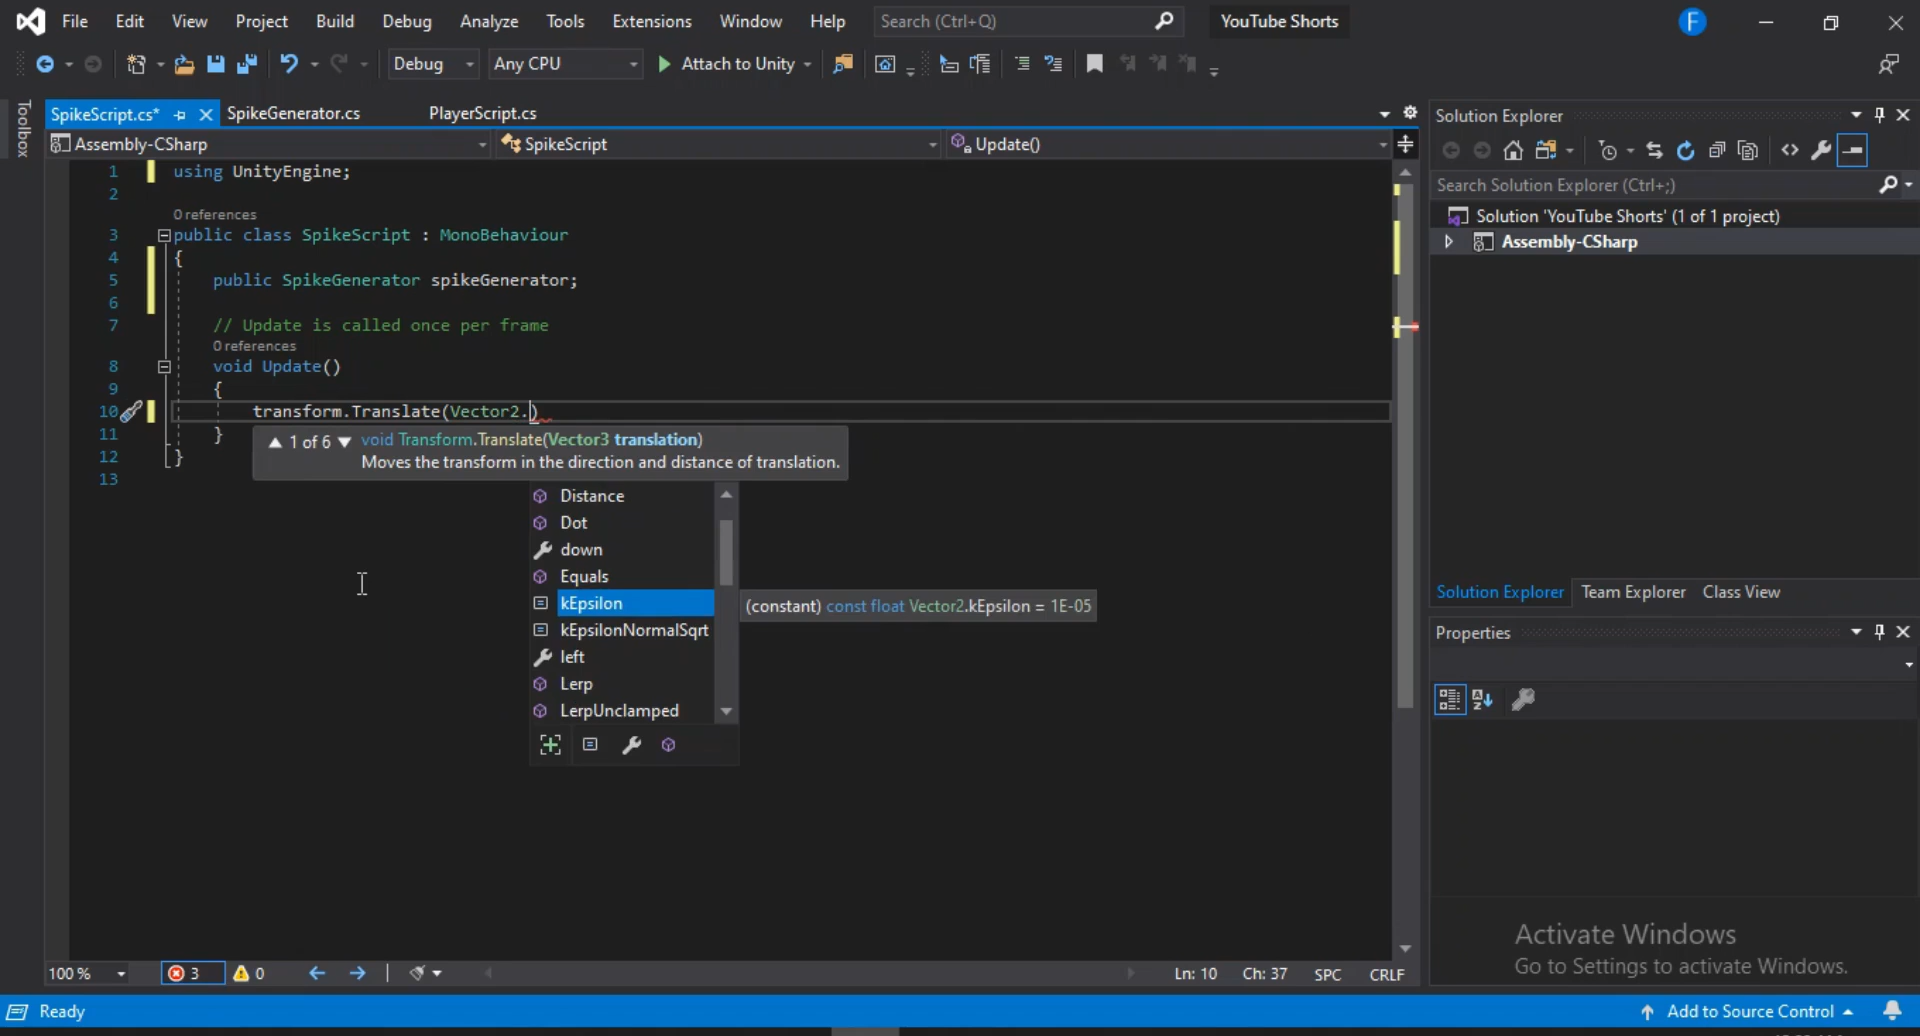 File Edit View Project Build Debug Analyze Tools Extensions Window Help Search (Ctrl+Q) YouTube Shorts F
Debug Any CPU Attach to Unity
Toolbox
SpikeScript.cs* SpikeGenerator.cs PlayerScript.cs
Assembly-CSharp SpikeScript Update()
1 using UnityEngine;
2
0 references
3 public class SpikeScript : MonoBehaviour
4 {
5 public SpikeGenerator spikeGenerator;
6
7 // Update is called once per frame
0 references
8 void Update()
9 {
10 transform.Translate(Vector2.)
11 }
12 }
13
1 of 6 void Transform.Translate(Vector3 translation)
Moves the transform in the direction and distance of translation.
Distance
Dot
down
Equals
kEpsilon
kEpsilonNormalSqrt
left
Lerp
LerpUnclamped
(constant) const float Vector2.kEpsilon = 1E-05
Solution Explorer
Search Solution Explorer (Ctrl+;)
Solution 'YouTube Shorts' (1 of 1 project)
Assembly-CSharp
Solution Explorer Team Explorer Class View
Properties
Activate Windows
Go to Settings to activate Windows.
100 % 3 0 Ln: 10 Ch: 37 SPC CRLF
Ready Add to Source Control